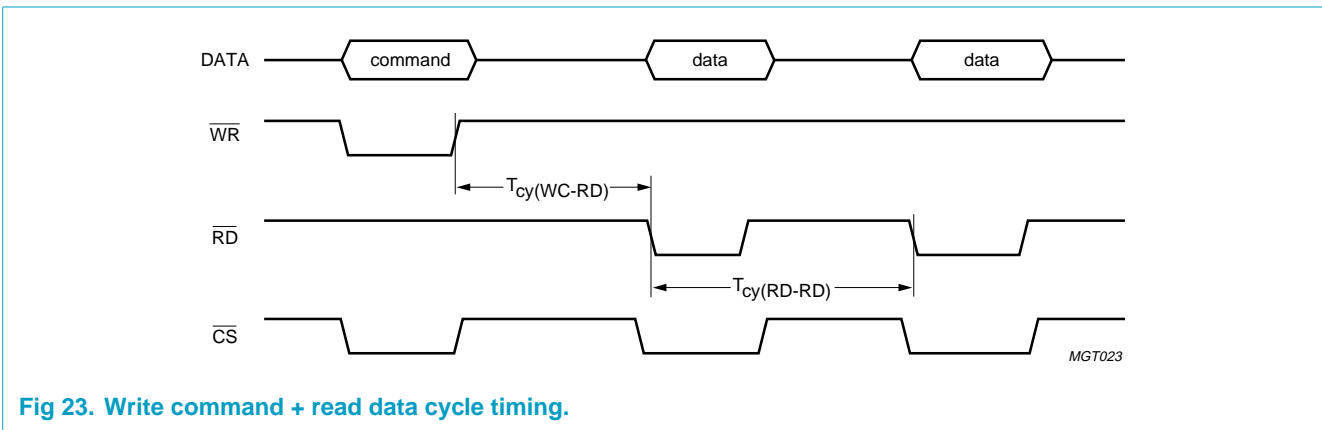 DATA
command
data
data
WR
Tcy(WC-RD)
RD
Tcy(RD-RD)
CS
MGT023
Fig 23. Write command + read data cycle timing.